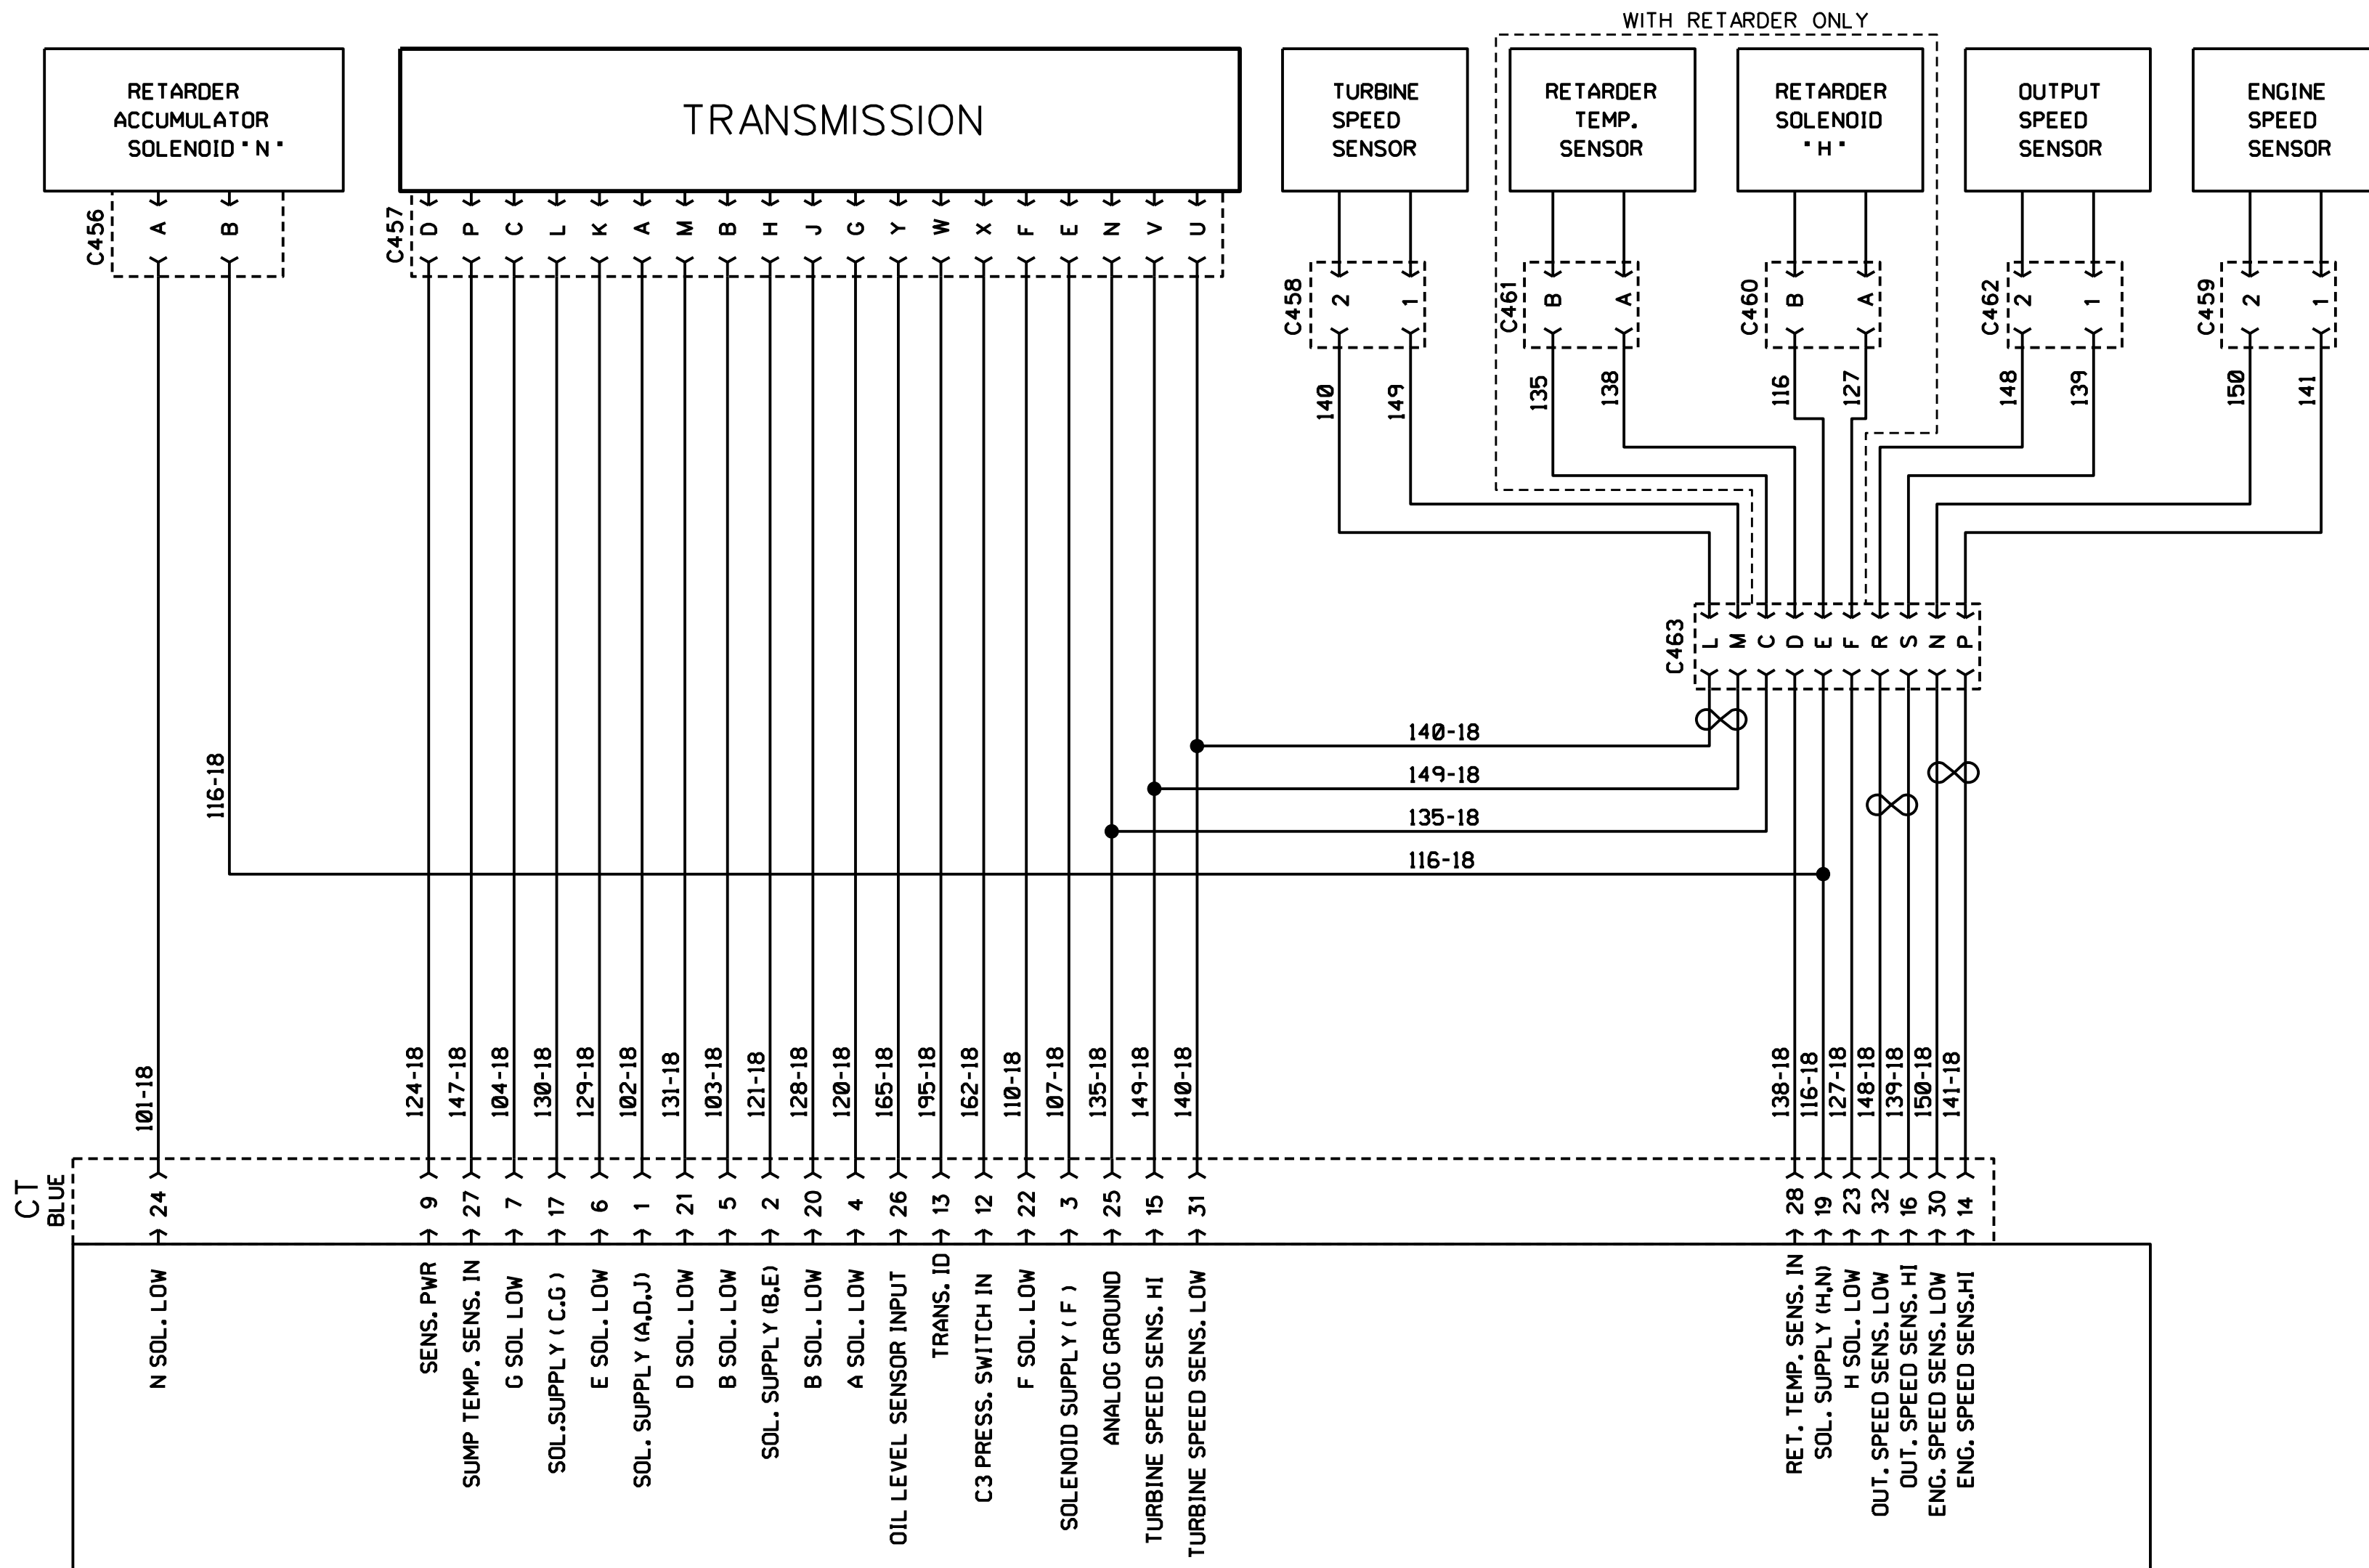 WITH RETARDER ONLY
RETARDER
ACCUMULATOR
SOLENOID "N"
TRANSMISSION
TURBINE
SPEED
SENSOR
RETARDER
TEMP.
SENSOR
RETARDER
SOLENOID
"H"
OUTPUT
SPEED
SENSOR
ENGINE
SPEED
SENSOR
C456
A
B
C457
D
P
C
L
K
A
M
B
H
J
G
Y
W
X
F
E
N
V
U
C458
2
1
C461
B
A
C460
B
A
C462
2
1
C459
2
1
140
149
135
138
116
127
148
139
150
141
C463
L
M
C
D
E
F
R
S
N
P
140-18
149-18
135-18
116-18
116-18
101-18
124-18
147-18
104-18
130-18
129-18
102-18
131-18
103-18
121-18
128-18
120-18
165-18
195-18
162-18
110-18
107-18
135-18
149-18
140-18
138-18
116-18
127-18
148-18
139-18
150-18
141-18
CT
BLUE
24
9
27
7
17
6
1
21
5
2
20
4
26
13
12
22
3
25
15
31
28
19
23
32
16
30
14
N SOL. LOW
SENS. PWR
SUMP TEMP. SENS. IN
G SOL LOW
SOL.SUPPLY ( C.G )
E SOL. LOW
SOL. SUPPLY (A,D,J)
D SOL. LOW
B SOL. LOW
SOL. SUPPLY (B,E)
B SOL. LOW
A SOL. LOW
OIL LEVEL SENSOR INPUT
TRANS. ID
C3 PRESS. SWITCH IN
F SOL. LOW
SOLENOID SUPPLY ( F )
ANALOG GROUND
TURBINE SPEED SENS. HI
TURBINE SPEED SENS. LOW
RET. TEMP. SENS. IN
SOL. SUPPLY (H,N)
H SOL. LOW
OUT. SPEED SENS. LOW
OUT. SPEED SENS. HI
ENG. SPEED SENS. LOW
ENG. SPEED SENS.HI